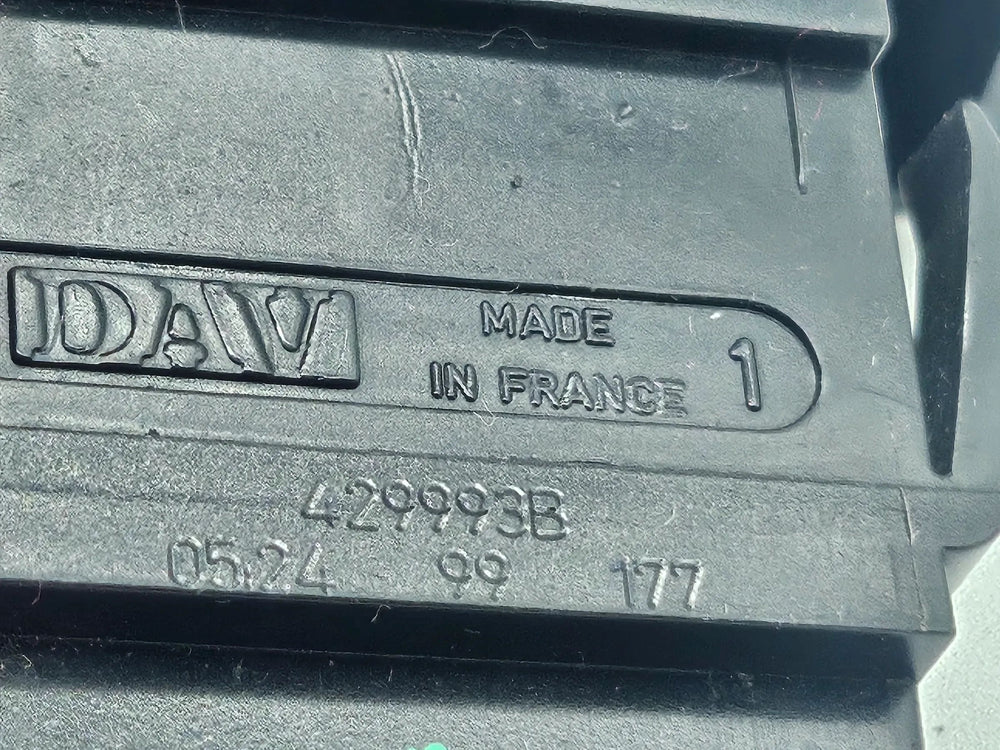 DAV
MADE
IN FRANCE
1
429993B
05.24 99 177